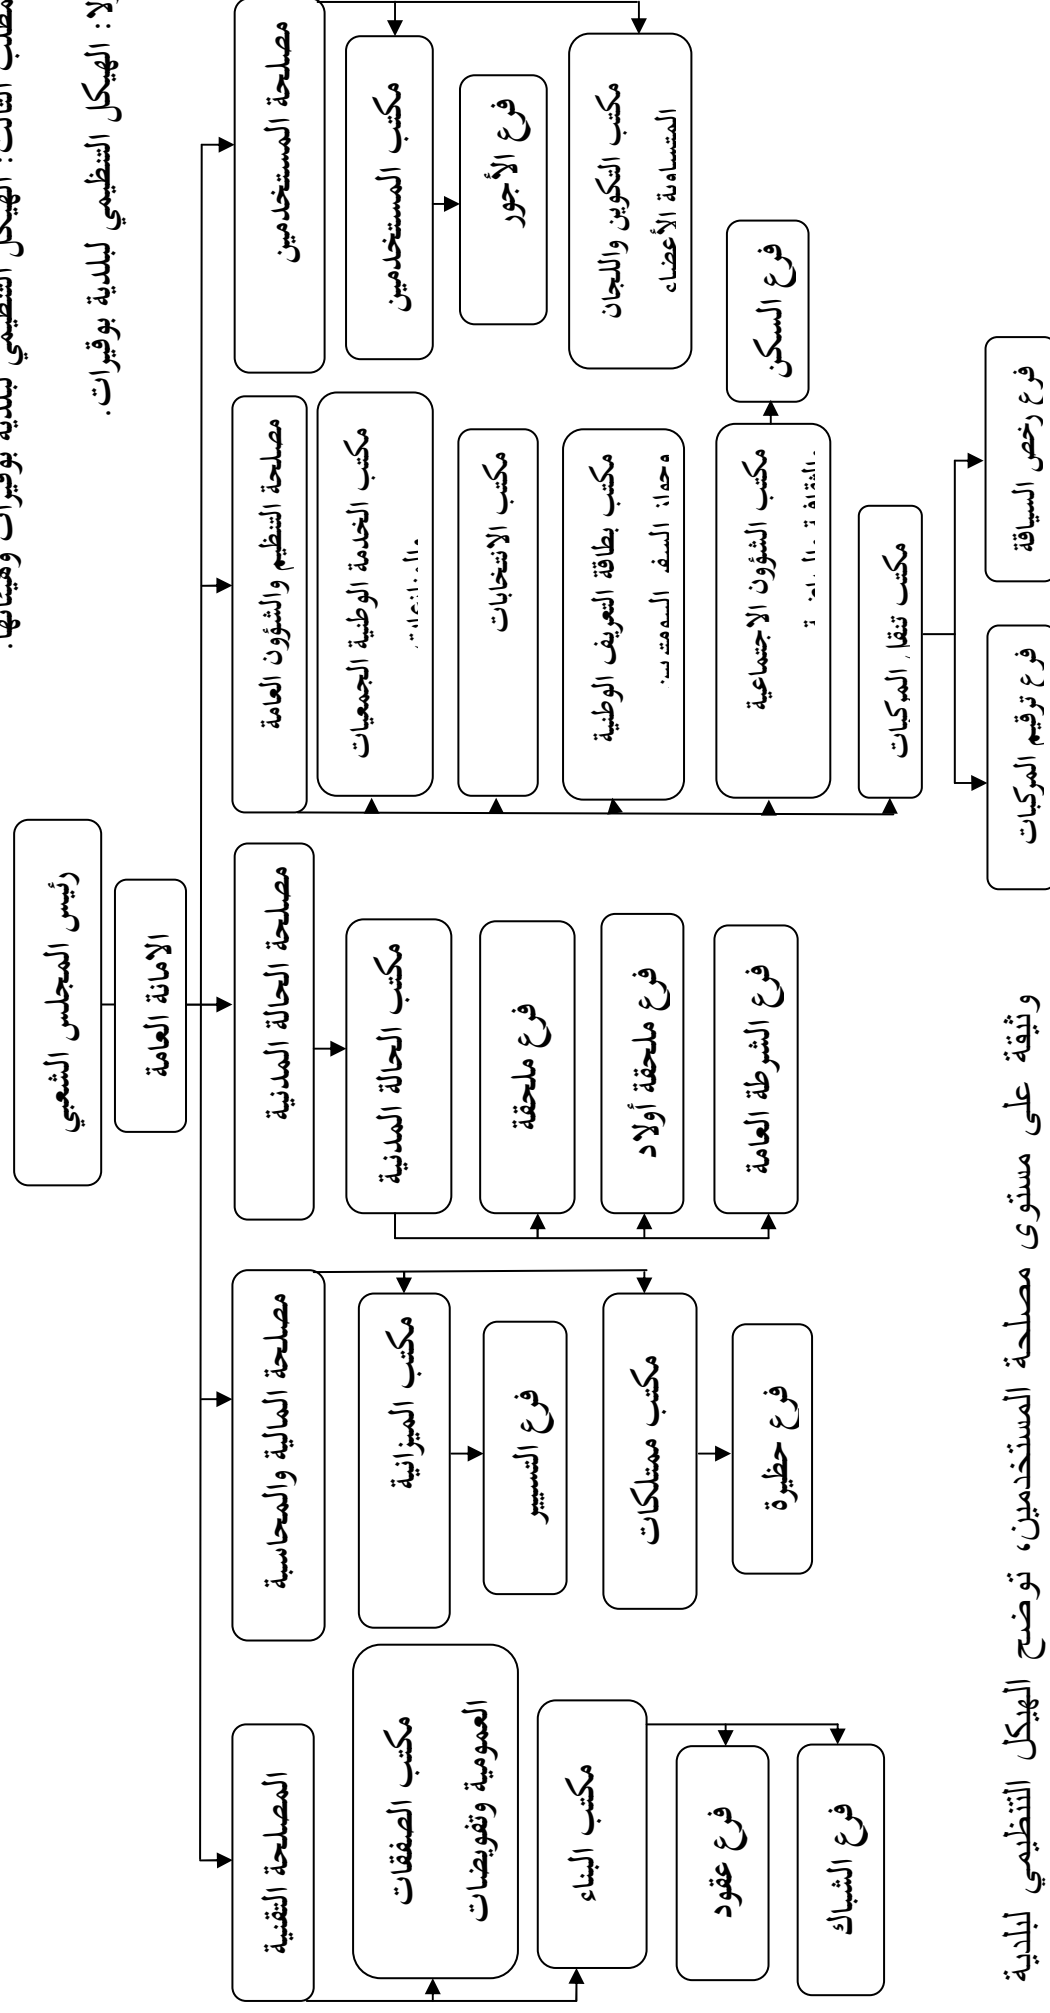 مطلب الثالث: الهيكل التنظيمي لبلدية بوقيرات وهيئاتها.
لا: الهيكل التنظيمي لبلدية بوقيرات.
رئيس المجلس الشعبي
الامانة العامة
مصلحة المستخدمين
مصلحة التنظيم والشؤون العامة
مصلحة الحالة المدنية
مصلحة المالية والمحاسبة
المصلحة التقنية
مكتب المستخدمين
فرع الأجور
مكتب التكوين واللجان
المتساوية الأعضاء
مكتب الخدمة الوطنية الجمعيات
مكتب الانتخابات
مكتب بطاقة التعريف الوطنية
وجواز السفر البيومتريين
مكتب الشؤون الاجتماعية
فرع السكن
مكتب تنقل المركبات
فرع رخص السياقة
فرع ترقيم المركبات
مكتب الحالة المدنية
فرع ملحقة
فرع ملحقة أولاد
فرع الشرطة العامة
مكتب الميزانية
فرع التسيير
مكتب ممتلكات
فرع حظيرة
مكتب الصفقات
العمومية وتفويضات
مكتب البناء
فرع عقود
فرع الشباك
وثيقة على مستوى مصلحة المستخدمين، توضح الهيكل التنظيمي لبلدية